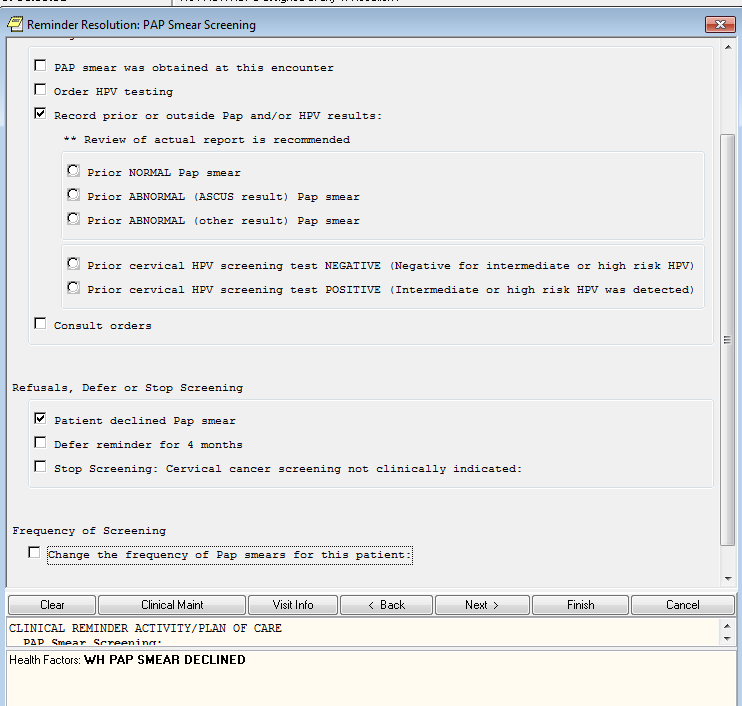 Reminder Resolution: PAP Smear Screening
PAP smear was obtained at this encounter
Order HPV testing
Record prior or outside Pap and/or HPV results:
** Review of actual report is recommended
Prior NORMAL Pap smear
Prior ABNORMAL (ASCUS result) Pap smear
Prior ABNORMAL (other result) Pap smear
Prior cervical HPV screening test NEGATIVE (Negative for intermediate or high risk HPV)
Prior cervical HPV screening test POSITIVE (Intermediate or high risk HPV was detected)
Consult orders
Refusals, Defer or Stop Screening
Patient declined Pap smear
Defer reminder for 4 months
Stop Screening: Cervical cancer screening not clinically indicated:
Frequency of Screening
Change the frequency of Pap smears for this patient:
Clear Clinical Maint Visit Info < Back Next > Finish Cancel
CLINICAL REMINDER ACTIVITY/PLAN OF CARE
PAP Smear Screening:
Health Factors: WH PAP SMEAR DECLINED